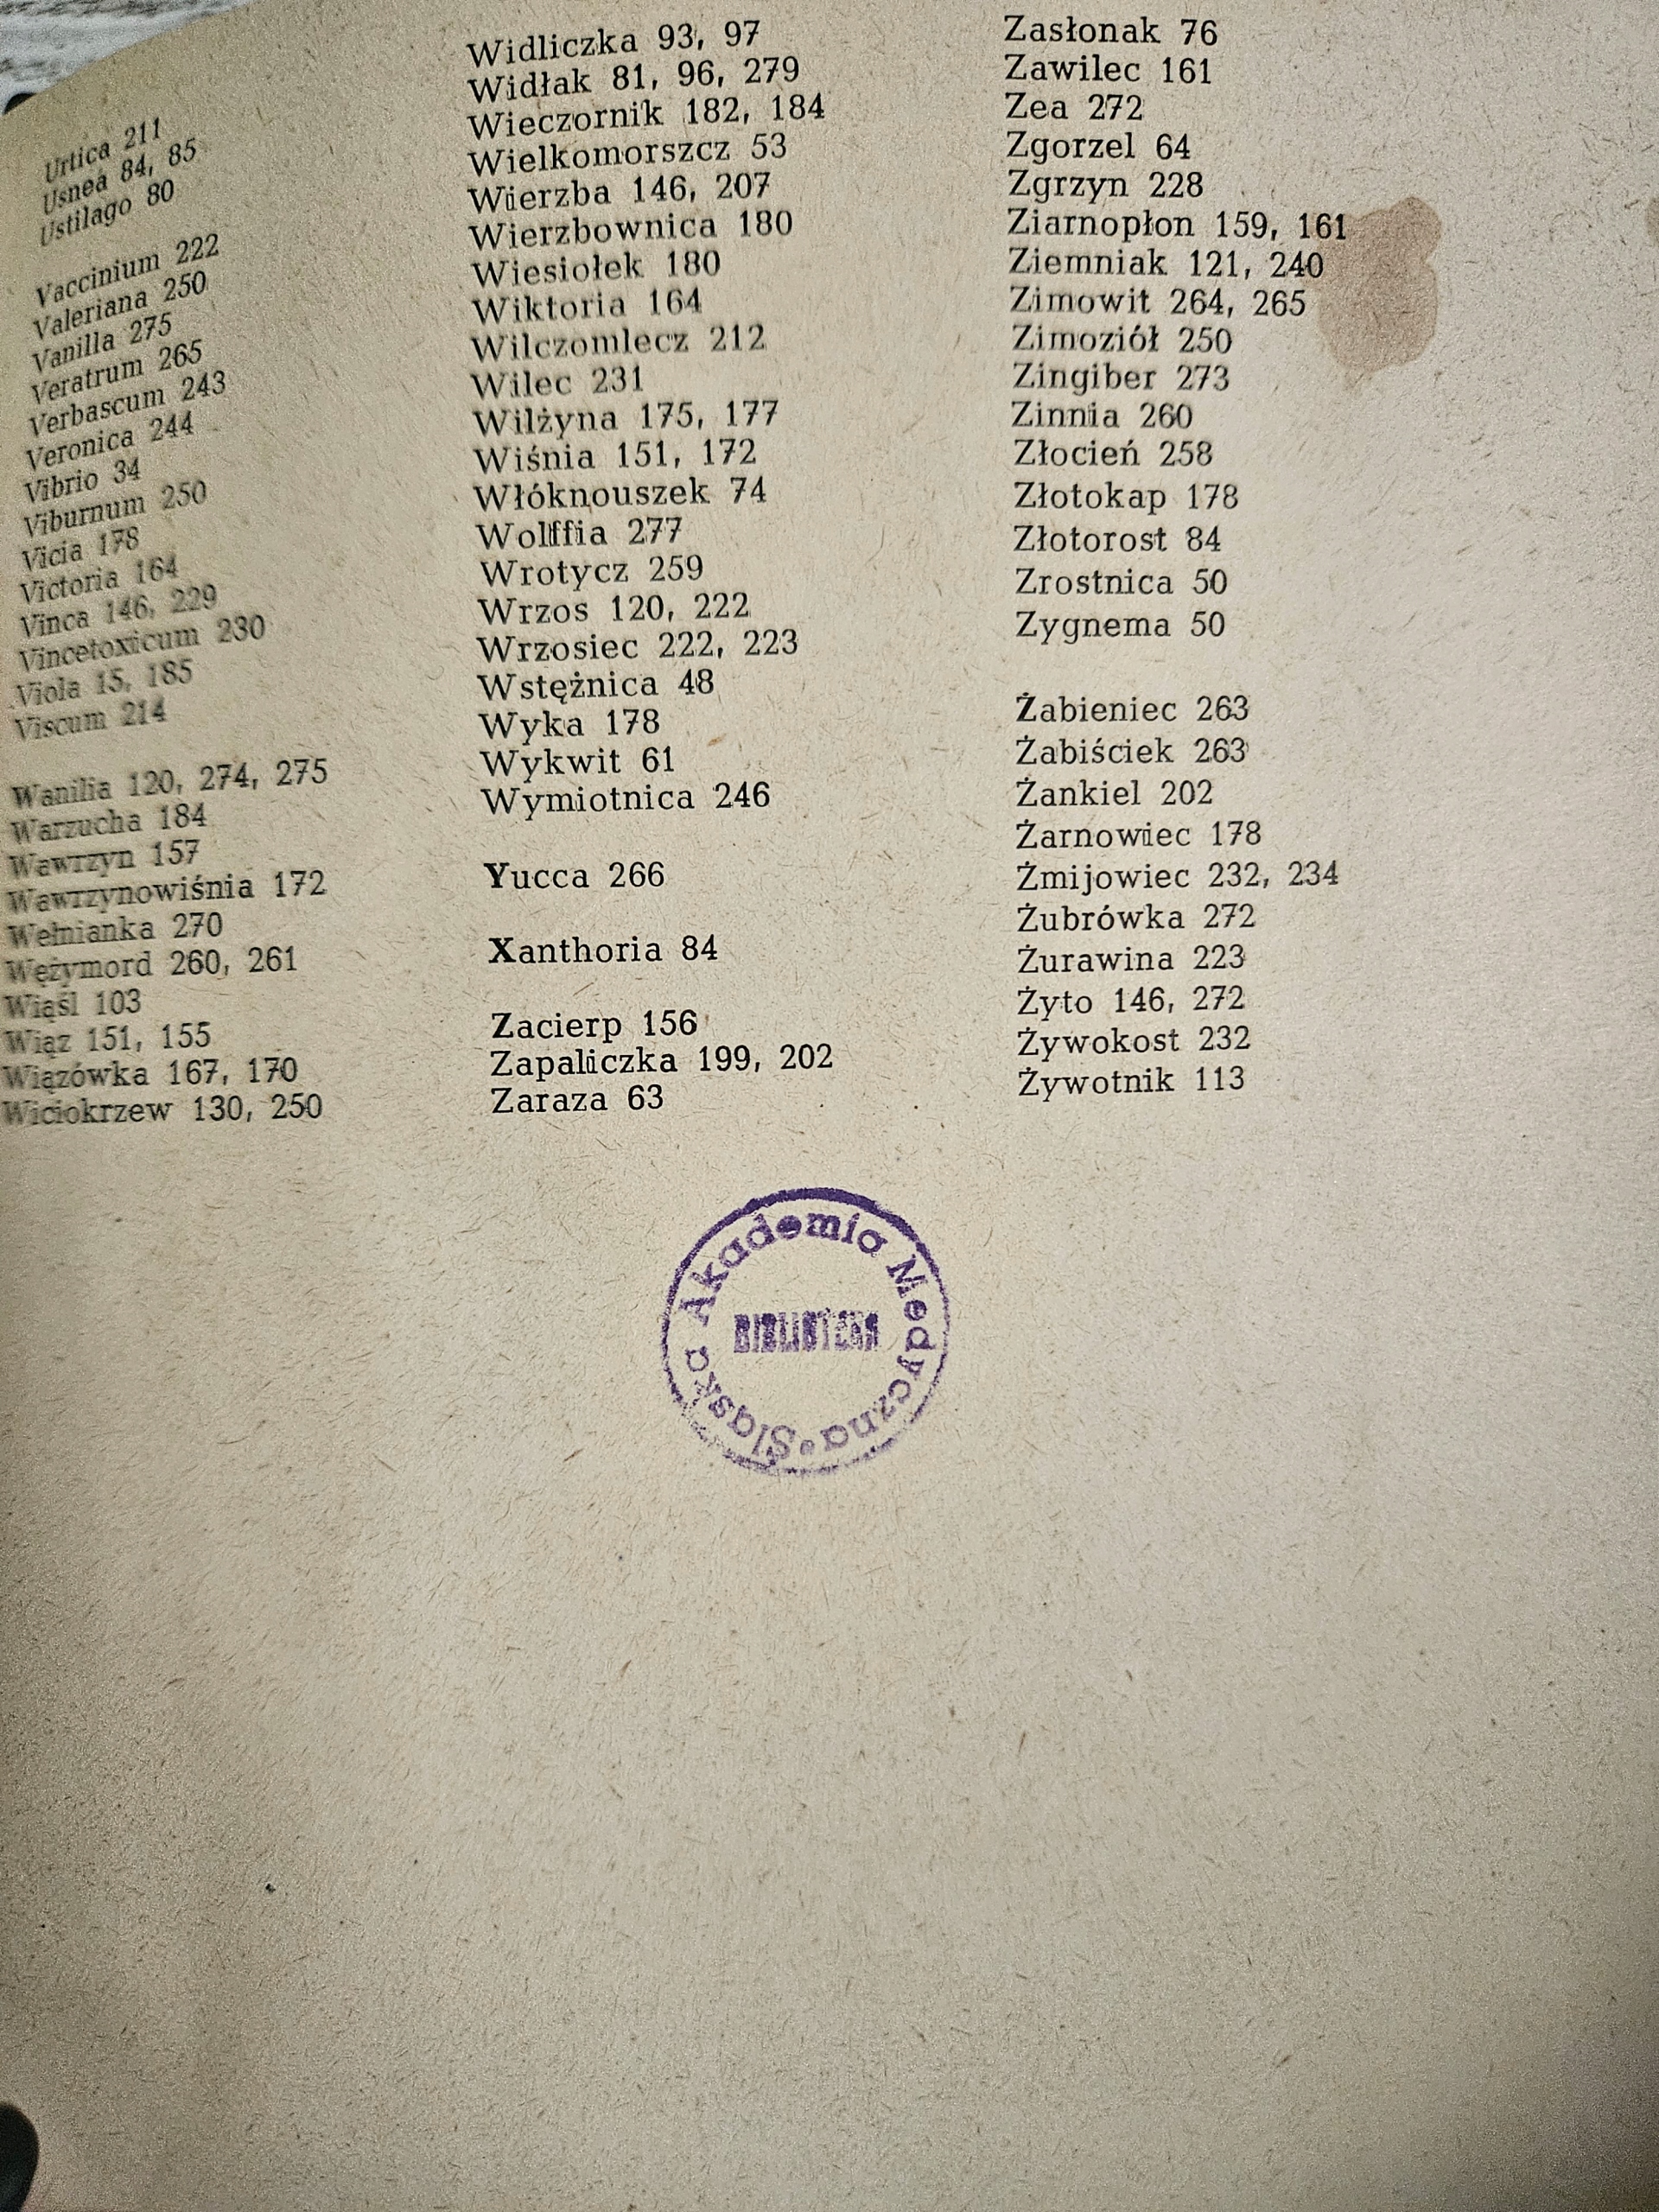 Urtica 211
Usnea 84, 85
Ustilago 80
Vaccinium 222
Valeriana 250
Vanilla 275
Veratrum 265
Verbascum 243
Veronica 244
Vibrio 34
Viburnum 250
Vicia 178
Victoria 164
Vinca 146, 229
Vincetoxicum 230
Viola 15, 185
Viscum 214
Wanilia 120, 274, 275
Warzucha 184
Wawrzyn 157
Wawrzynowiśnia 172
Wełnianka 270
Wężymord 260, 261
Wiąśl 103
Wiąz 151, 155
Wiązówka 167, 170
Wiciokrzew 130, 250
Widliczka 93, 97
Widłak 81, 96, 279
Wieczornik 182, 184
Wielkomorszcz 53
Wierzba 146, 207
Wierzbownica 180
Wiesiołek 180
Wiktoria 164
Wilczomlecz 212
Wilec 231
Wilżyna 175, 177
Wiśnia 151, 172
Włóknouszek 74
Wolffia 277
Wrotycz 259
Wrzos 120, 222
Wrzosiec 222, 223
Wstężnica 48
Wyka 178
Wykwit 61
Wymiotnica 246
Yucca 266
Xanthoria 84
Zacierp 156
Zapaliczka 199, 202
Zaraza 63
Zasłonak 76
Zawilec 161
Zea 272
Zgorzel 64
Zgrzyn 228
Ziarnopłon 159, 161
Ziemniak 121, 240
Zimowit 264, 265
Zimoziół 250
Zingiber 273
Zinnia 260
Złocień 258
Złotokap 178
Złotorost 84
Zrostnica 50
Zygnema 50
Żabieniec 263
Żabiściek 263
Żankiel 202
Żarnowiec 178
Żmijowiec 232, 234
Żubrówka 272
Żurawina 223
Żyto 146, 272
Żywokost 232
Żywotnik 113
Śląska Akademia Medyczna
BIBLIOTEKA